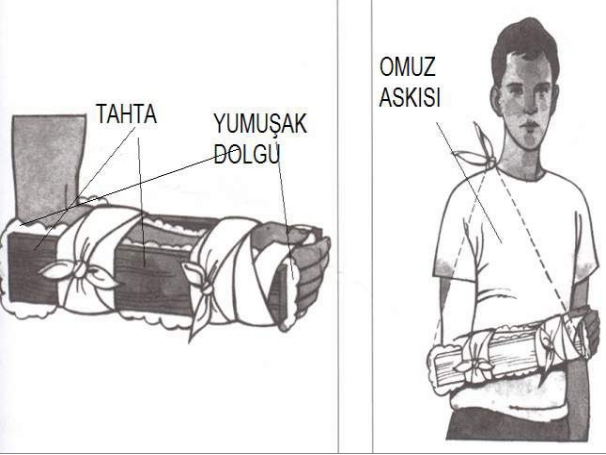 TAHTA
YUMUŞAK
DOLGU
OMUZ
ASKISI